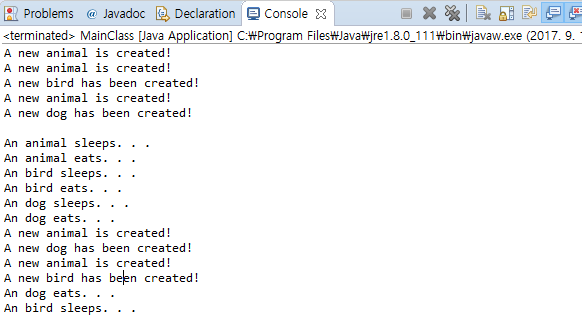 Problems @ Javadoc Declaration Console
<terminated> MainClass [Java Application] C:₩Program Files₩Java₩jre1.8.0_111₩bin₩javaw.exe (2017. 9. 1
A new animal is created!
A new animal is created!
A new bird has been created!
A new animal is created!
A new dog has been created!

An animal sleeps. . .
An animal eats. . .
An bird sleeps. . .
An bird eats. . .
An dog sleeps. . .
An dog eats. . .
A new animal is created!
A new dog has been created!
A new animal is created!
A new bird has been created!
An dog eats. . .
An bird sleeps. . .